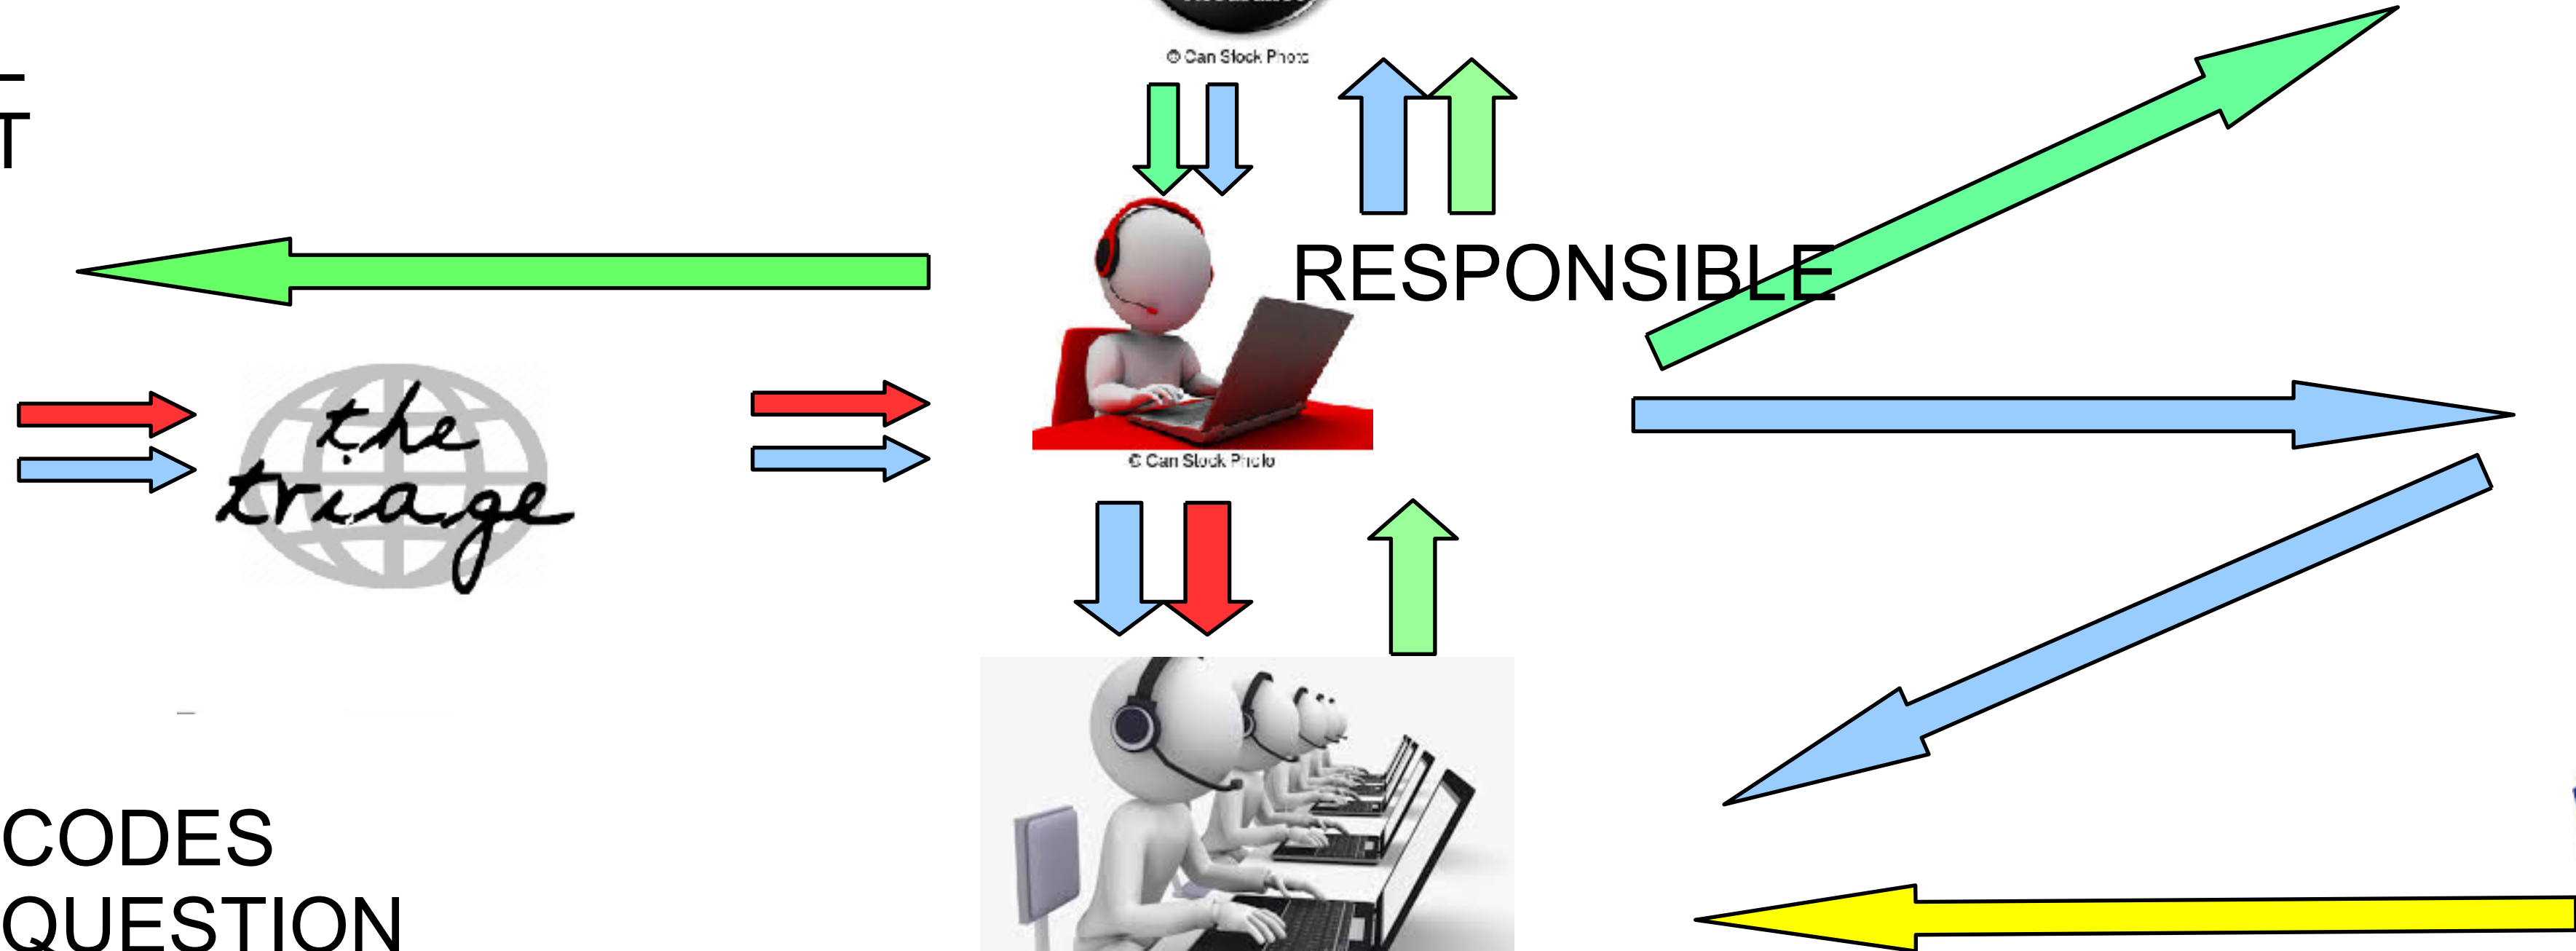 © Can Stock Photo
T
RESPONSIBLE
the
triage
© Can Stock Photo
CODES
QUESTION